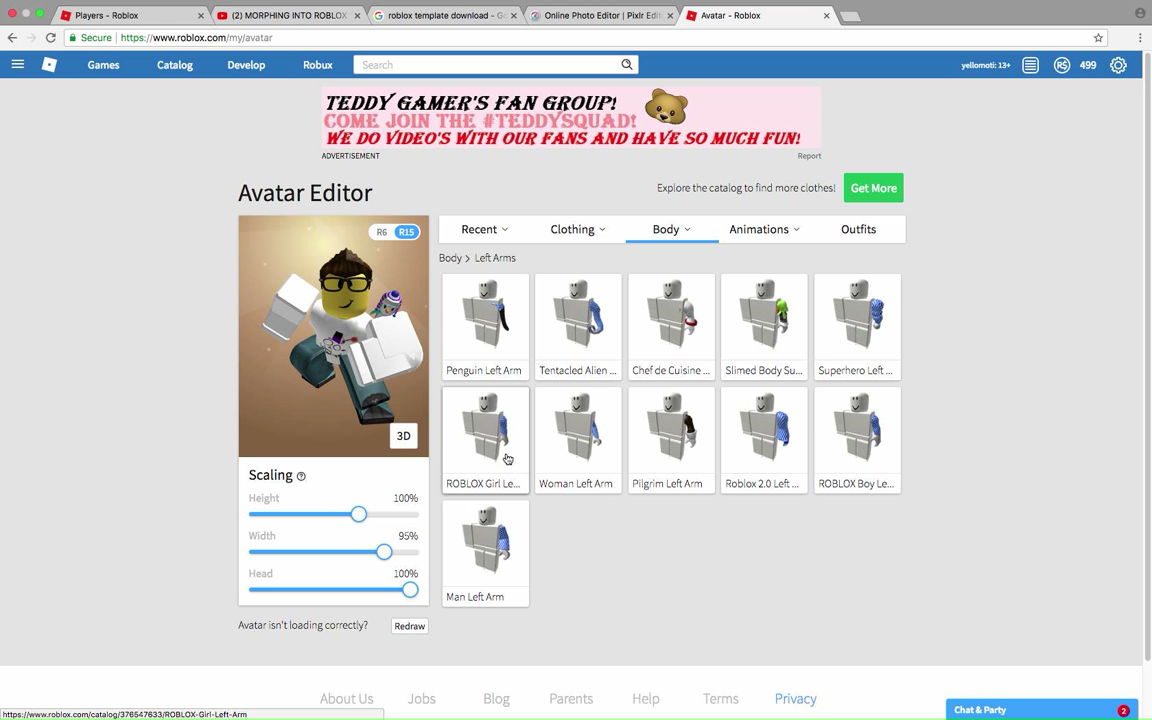 Players - Roblox
(2) MORPHING INTO ROBLOX
roblox template download - Go
Online Photo Editor | Pixlr Edit
Avatar - Roblox
Secure
https://www.roblox.com/my/avatar
Games
Catalog
Develop
Robux
Search
yellomoti: 13+
R$
499
TEDDY GAMER'S FAN GROUP!
COME JOIN THE #TEDDYSQUAD!
WE DO VIDEO'S WITH OUR FANS AND HAVE SO MUCH FUN!
ADVERTISEMENT
Report
Avatar Editor
Explore the catalog to find more clothes!
Get More
R6
R15
Recent
Clothing
Body
Animations
Outfits
Body > Left Arms
Penguin Left Arm
Tentacled Alien ...
Chef de Cuisine ...
Slimed Body Su...
Superhero Left ...
3D
ROBLOX Girl Le...
Woman Left Arm
Pilgrim Left Arm
Roblox 2.0 Left ...
ROBLOX Boy Le...
Scaling
Height
100%
Width
95%
Head
100%
Man Left Arm
Avatar isn't loading correctly?
Redraw
About Us
Jobs
Blog
Parents
Help
Terms
Privacy
https://www.roblox.com/catalog/376547633/ROBLOX-Girl-Left-Arm
Chat & Party
2